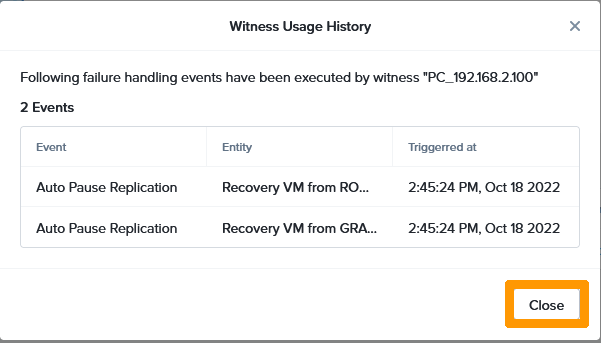 Witness Usage History
Following failure handling events have been executed by witness "PC_192.168.2.100"
2 Events
Event Entity Triggerred at
Auto Pause Replication Recovery VM from RO... 2:45:24 PM, Oct 18 2022
Auto Pause Replication Recovery VM from GRA... 2:45:24 PM, Oct 18 2022
Close